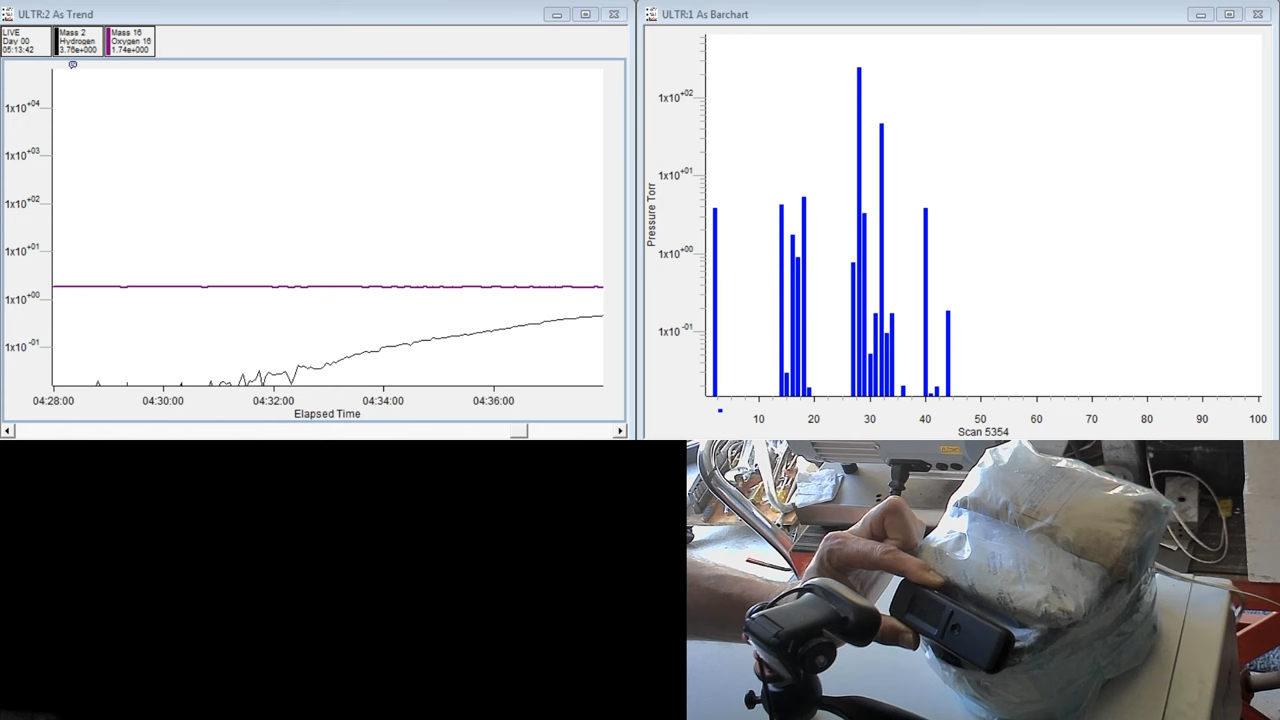 ULTR:2 As Trend
LIVE
Day 00
05:13:42
Mass 2
Hydrogen
3.76e+000
Mass 16
Oxygen 16
1.74e+000
1x10+04
1x10+03
1x10+02
1x10+01
1x10+00
1x10-01
04:28:00 04:30:00 04:32:00 04:34:00 04:36:00
Elapsed Time
ULTR:1 As Barchart
Pressure Torr
1x10+02
1x10+01
1x10+00
1x10-01
10 20 30 40 50 60 70 80 90 100
Scan 5354